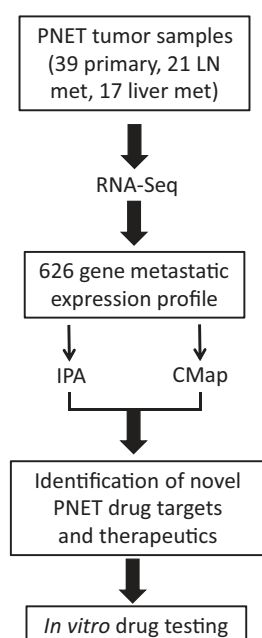 PNET tumor samples
(39 primary, 21 LN
met, 17 liver met)
RNA-Seq
626 gene metastatic
expression profile
IPA CMap
Identification of novel
PNET drug targets
and therapeutics
In vitro drug testing